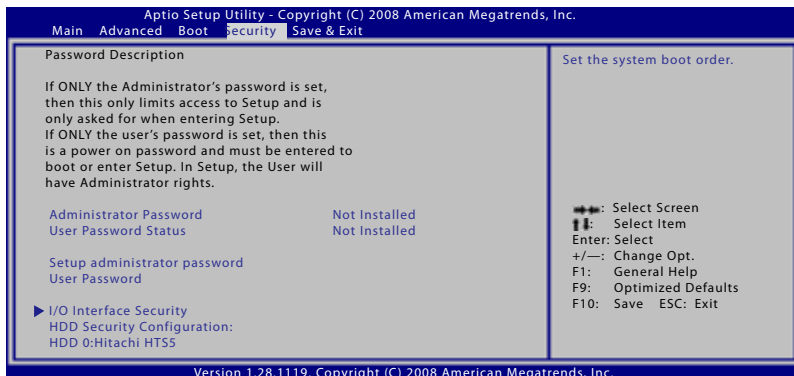 Aptio Setup Utility - Copyright (C) 2008 American Megatrends, Inc.
Main Advanced Boot Security Save & Exit
Password Description
If ONLY the Administrator's password is set,
then this only limits access to Setup and is
only asked for when entering Setup.
If ONLY the user's password is set, then this
is a power on password and must be entered to
boot or enter Setup. In Setup, the User will
have Administrator rights.
Administrator Password Not Installed
User Password Status Not Installed
Setup administrator password
User Password
I/O Interface Security
HDD Security Configuration:
HDD 0:Hitachi HTS5
Set the system boot order.
: Select Screen
: Select Item
Enter: Select
+/—: Change Opt.
F1: General Help
F9: Optimized Defaults
F10: Save ESC: Exit
Version 1.28.1119. Copyright (C) 2008 American Megatrends, Inc.